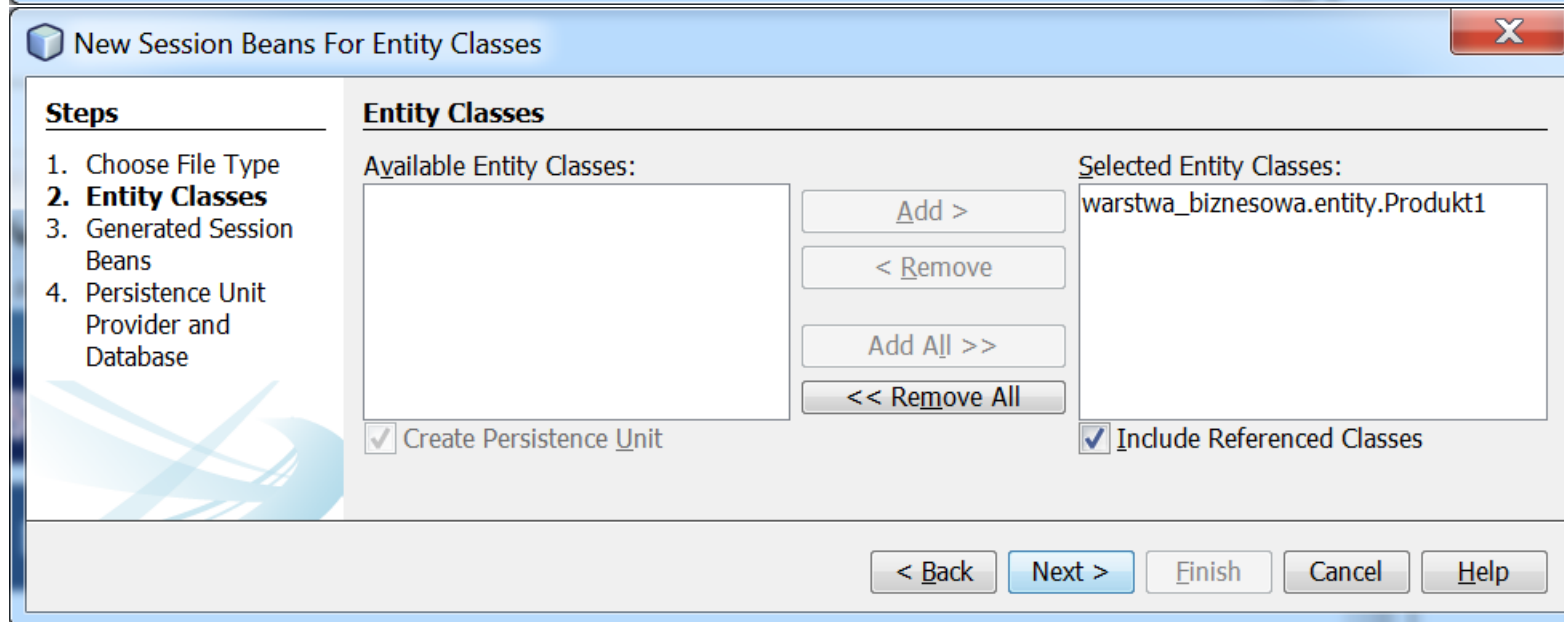 New Session Beans For Entity Classes
Steps
1. Choose File Type
2. Entity Classes
3. Generated Session
Beans
4. Persistence Unit
Provider and
Database
Entity Classes
Available Entity Classes:
Add >
< Remove
Add All >>
<< Remove All
Selected Entity Classes:
warstwa_biznesowa.entity.Produkt1
Create Persistence Unit
Include Referenced Classes
< Back
Next >
Finish
Cancel
Help